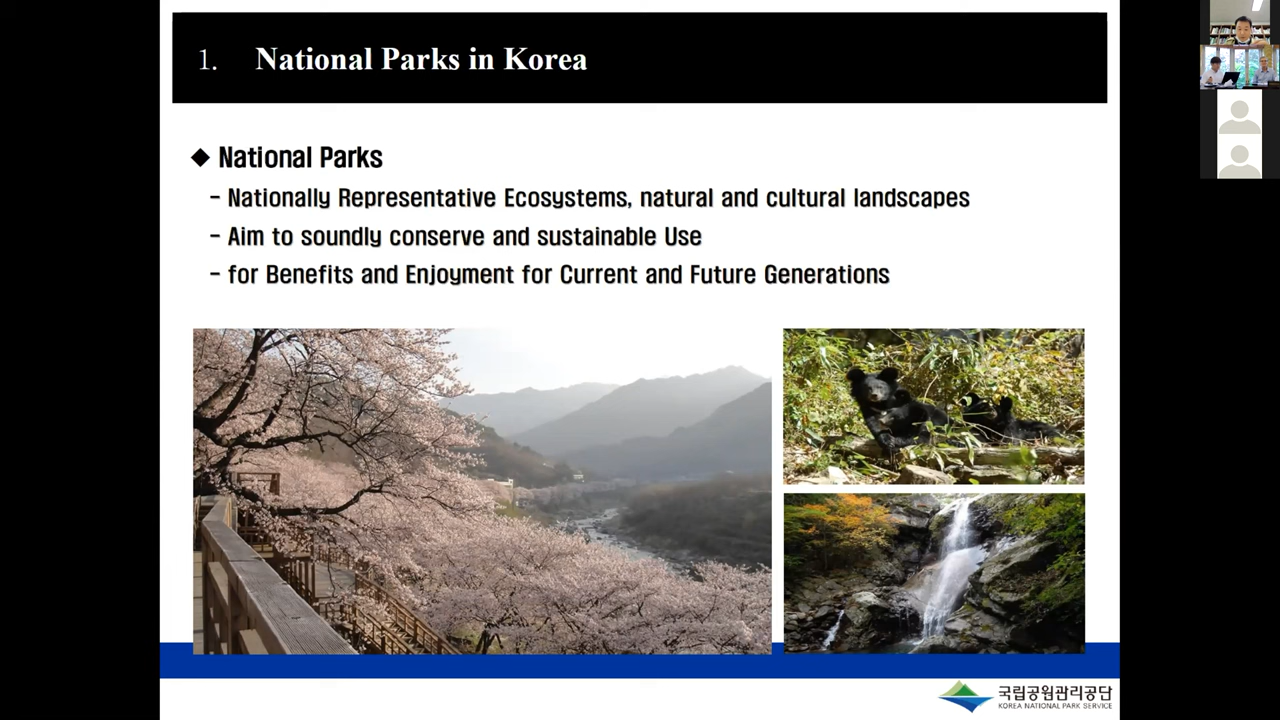 1. National Parks in Korea
◆ National Parks
- Nationally Representative Ecosystems, natural and cultural landscapes
- Aim to soundly conserve and sustainable Use
- for Benefits and Enjoyment for Current and Future Generations
국립공원관리공단
KOREA NATIONAL PARK SERVICE